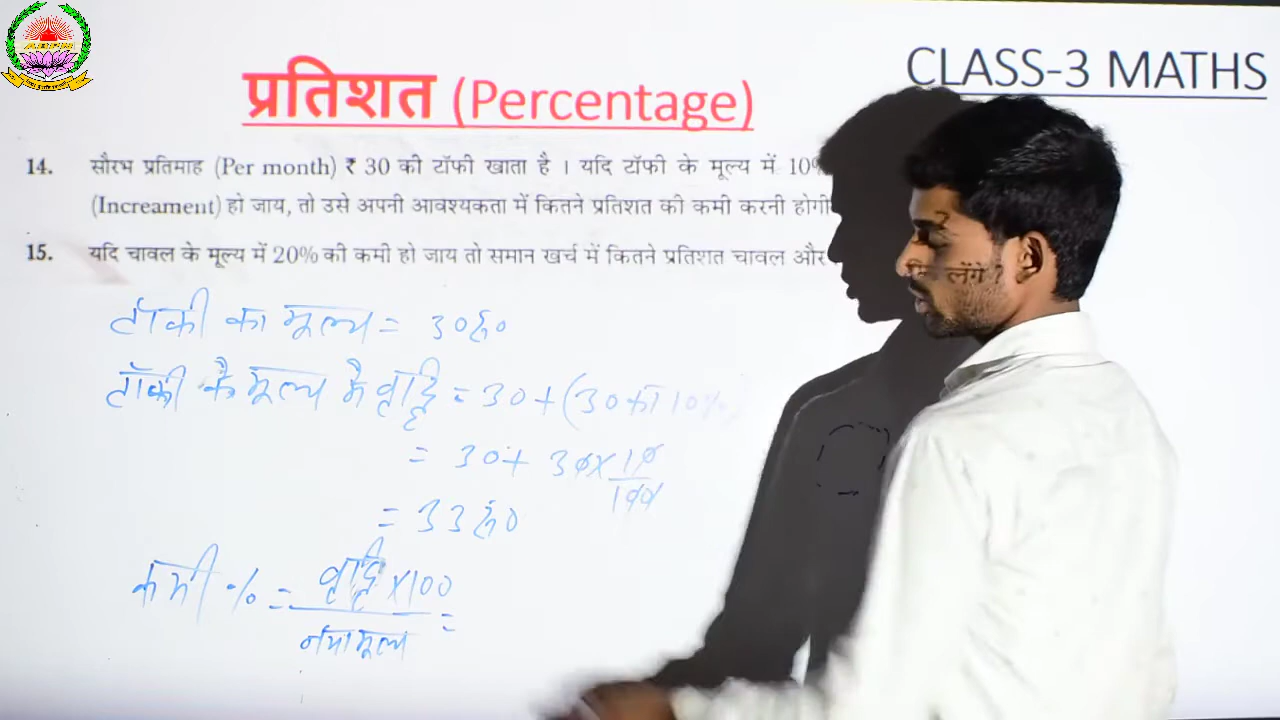 प्रतिशत (Percentage)
CLASS-3 MATHS
14. सौरभ प्रतिमाह (Per month) ₹ 30 की टॉफी खाता है । यदि टॉफी के मूल्य में 10%
(Increament) हो जाय, तो उसे अपनी आवश्यकता में कितने प्रतिशत की कमी करनी होगी
15. यदि चावल के मूल्य में 20% की कमी हो जाय तो समान खर्च में कितने प्रतिशत चावल और लेंगे
टॉफी का मूल्य = 30रु०
टॉफी के मूल्य मे वृद्धि = 30+(30का10%)
= 30+ 30×10/100
= 33रु०
कमी % = वृद्धि×100/नयामूल्य =